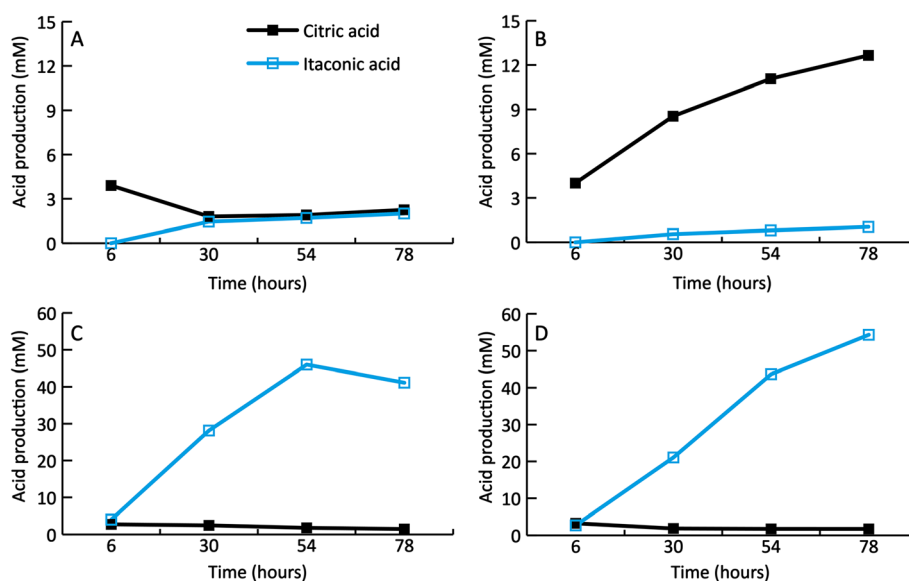 A
Citric acid
Itaconic acid
Acid production (mM)
15
12
9
6
3
0
6 30 54 78
Time (hours)
B
Acid production (mM)
15
12
9
6
3
0
6 30 54 78
Time (hours)
C
Acid production (mM)
60
50
40
30
20
10
0
6 30 54 78
Time (hours)
D
Acid production (mM)
60
50
40
30
20
10
0
6 30 54 78
Time (hours)